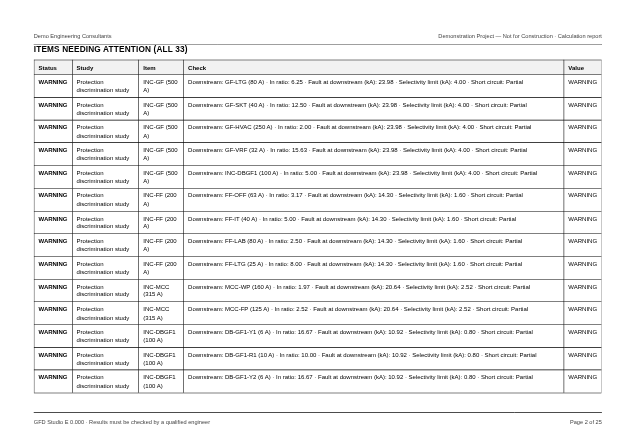 Demo Engineering Consultants
Demonstration Project — Not for Construction · Calculation report
ITEMS NEEDING ATTENTION (ALL 33)
Status Study Item Check Value
WARNING Protection discrimination study INC-GF (500 A) Downstream: GF-LTG (80 A) · In ratio: 6.25 · Fault at downstream (kA): 23.98 · Selectivity limit (kA): 4.00 · Short circuit: Partial WARNING
WARNING Protection discrimination study INC-GF (500 A) Downstream: GF-SKT (40 A) · In ratio: 12.50 · Fault at downstream (kA): 23.98 · Selectivity limit (kA): 4.00 · Short circuit: Partial WARNING
WARNING Protection discrimination study INC-GF (500 A) Downstream: GF-HVAC (250 A) · In ratio: 2.00 · Fault at downstream (kA): 23.98 · Selectivity limit (kA): 4.00 · Short circuit: Partial WARNING
WARNING Protection discrimination study INC-GF (500 A) Downstream: GF-VRF (32 A) · In ratio: 15.63 · Fault at downstream (kA): 23.98 · Selectivity limit (kA): 4.00 · Short circuit: Partial WARNING
WARNING Protection discrimination study INC-GF (500 A) Downstream: INC-DBGF1 (100 A) · In ratio: 5.00 · Fault at downstream (kA): 23.98 · Selectivity limit (kA): 4.00 · Short circuit: Partial WARNING
WARNING Protection discrimination study INC-FF (200 A) Downstream: FF-OFF (63 A) · In ratio: 3.17 · Fault at downstream (kA): 14.30 · Selectivity limit (kA): 1.60 · Short circuit: Partial WARNING
WARNING Protection discrimination study INC-FF (200 A) Downstream: FF-IT (40 A) · In ratio: 5.00 · Fault at downstream (kA): 14.30 · Selectivity limit (kA): 1.60 · Short circuit: Partial WARNING
WARNING Protection discrimination study INC-FF (200 A) Downstream: FF-LAB (80 A) · In ratio: 2.50 · Fault at downstream (kA): 14.30 · Selectivity limit (kA): 1.60 · Short circuit: Partial WARNING
WARNING Protection discrimination study INC-FF (200 A) Downstream: FF-LTG (25 A) · In ratio: 8.00 · Fault at downstream (kA): 14.30 · Selectivity limit (kA): 1.60 · Short circuit: Partial WARNING
WARNING Protection discrimination study INC-MCC (315 A) Downstream: MCC-WP (160 A) · In ratio: 1.97 · Fault at downstream (kA): 20.64 · Selectivity limit (kA): 2.52 · Short circuit: Partial WARNING
WARNING Protection discrimination study INC-MCC (315 A) Downstream: MCC-FP (125 A) · In ratio: 2.52 · Fault at downstream (kA): 20.64 · Selectivity limit (kA): 2.52 · Short circuit: Partial WARNING
WARNING Protection discrimination study INC-DBGF1 (100 A) Downstream: DB-GF1-Y1 (6 A) · In ratio: 16.67 · Fault at downstream (kA): 10.92 · Selectivity limit (kA): 0.80 · Short circuit: Partial WARNING
WARNING Protection discrimination study INC-DBGF1 (100 A) Downstream: DB-GF1-R1 (10 A) · In ratio: 10.00 · Fault at downstream (kA): 10.92 · Selectivity limit (kA): 0.80 · Short circuit: Partial WARNING
WARNING Protection discrimination study INC-DBGF1 (100 A) Downstream: DB-GF1-Y2 (6 A) · In ratio: 16.67 · Fault at downstream (kA): 10.92 · Selectivity limit (kA): 0.80 · Short circuit: Partial WARNING
GFD Studio E 0.000 · Results must be checked by a qualified engineer
Page 2 of 25